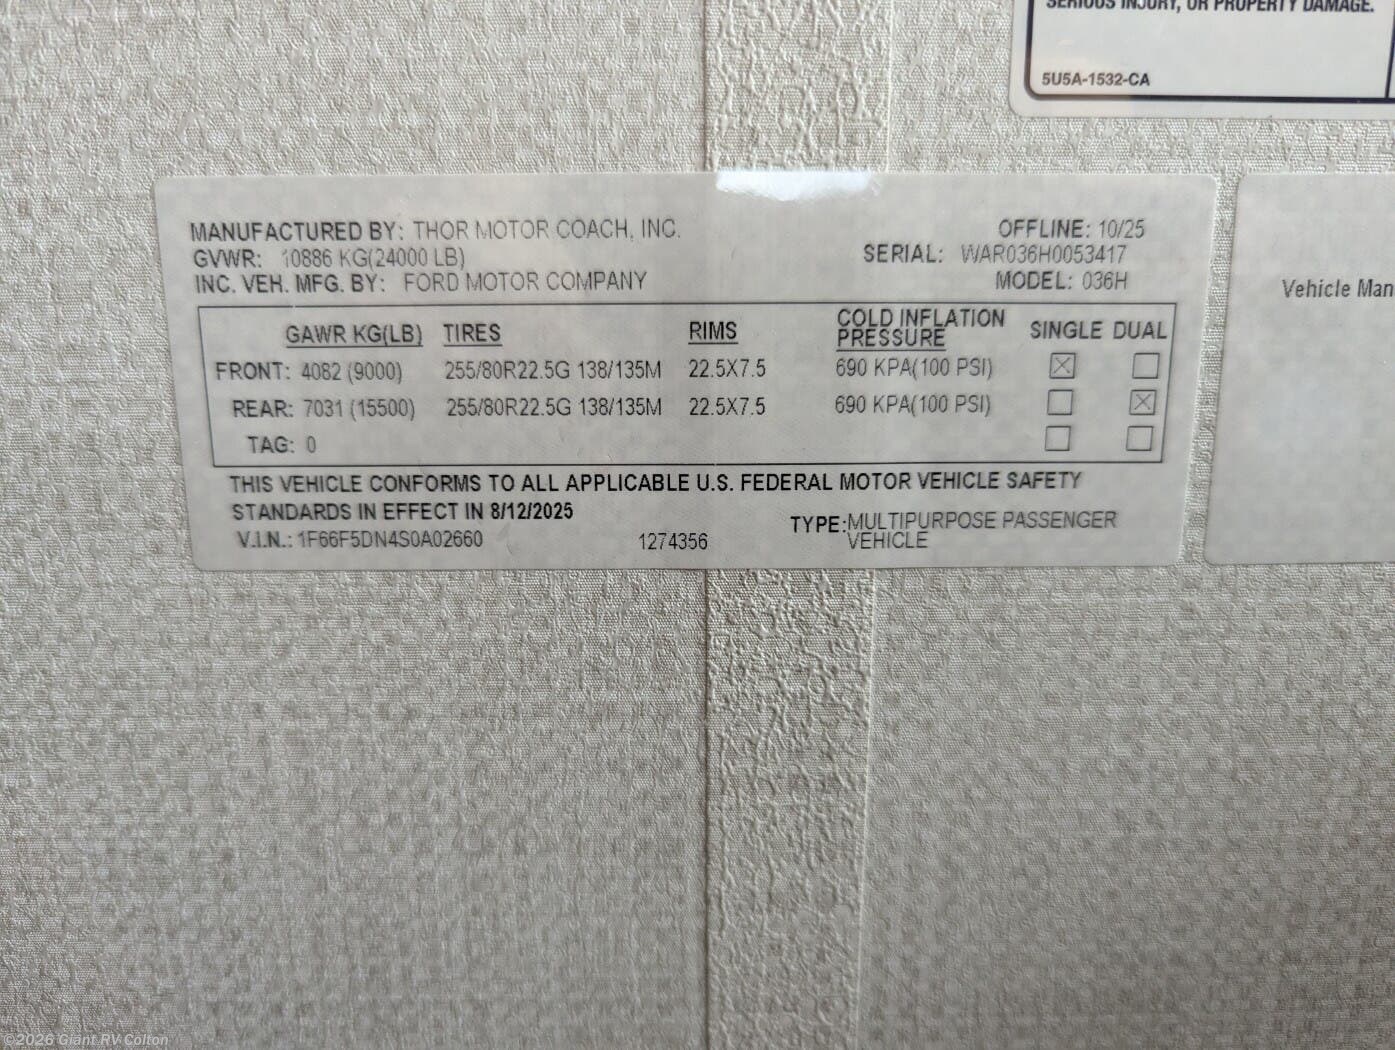 SERIOUS INJURY, OR PROPERTY DAMAGE.
5U5A-1532-CA
MANUFACTURED BY: THOR MOTOR COACH, INC.
OFFLINE: 10/25
GVWR: 10886 KG(24000 LB)
SERIAL: WAR036H0053417
INC. VEH. MFG. BY: FORD MOTOR COMPANY
MODEL: 036H
GAWR KG(LB) TIRES RIMS COLD INFLATION PRESSURE SINGLE DUAL
FRONT: 4082 (9000) 255/80R22.5G 138/135M 22.5X7.5 690 KPA(100 PSI)
REAR: 7031 (15500) 255/80R22.5G 138/135M 22.5X7.5 690 KPA(100 PSI)
TAG: 0
THIS VEHICLE CONFORMS TO ALL APPLICABLE U.S. FEDERAL MOTOR VEHICLE SAFETY
STANDARDS IN EFFECT IN 8/12/2025
V.I.N.: 1F66F5DN4S0A02660
1274356
TYPE: MULTIPURPOSE PASSENGER
VEHICLE
Vehicle Man
©2026 Giant RV Colton